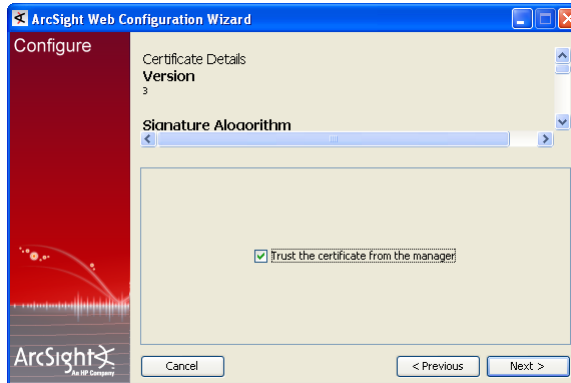 ArcSight Web Configuration Wizard
Configure
Certificate Details
Version
3
Signature Alogorithm
Trust the certificate from the manager
ArcSight
An HP Company
Cancel
< Previous
Next >